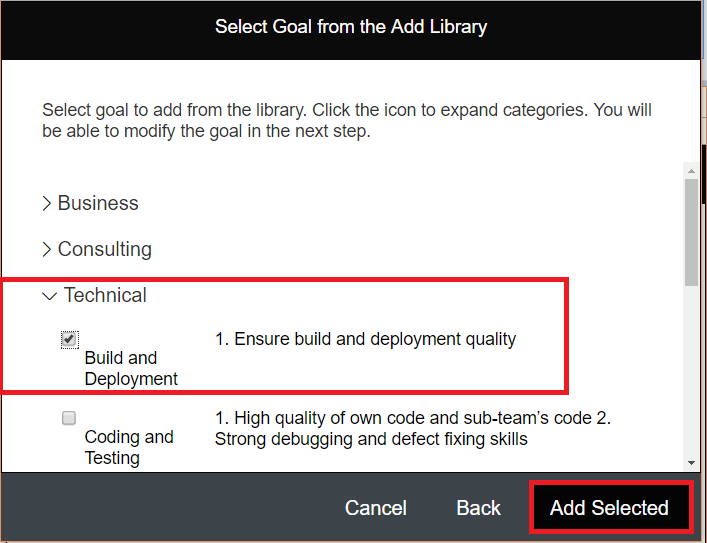 Select Goal from the Add Library
Select goal to add from the library. Click the icon to expand categories. You will
be able to modify the goal in the next step.
Business
Consulting
Technical
1. Ensure build and deployment quality
Build and
Deployment
1. High quality of own code and sub-team's code 2.
Strong debugging and defect fixing skills
Coding and
Testing
Cancel
Back
Add Selected